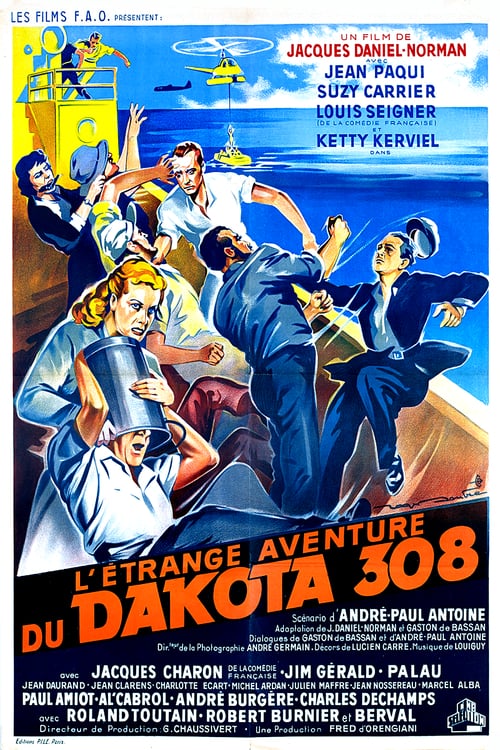 LES FILMS F.A.O. PRÉSENTENT:
UN FILM DE
JACQUES DANIEL-NORMAN
avec
JEAN PAQUI
SUZY CARRIER
LOUIS SEIGNER
(DE LA COMÉDIE FRANÇAISE)
ET
KETTY KERVIEL
DANS
L'ÉTRANGE AVENTURE
DU DAKOTA 308
Scénario d'ANDRÉ-PAUL ANTOINE
Adaptation de J. DANIEL-NORMAN et GASTON DE BASSAN
Dialogues de GASTON DE BASSAN et d'ANDRÉ-PAUL ANTOINE
Dir.teur de la Photographie ANDRÉ GERMAIN. Décors de LUCIEN CARRÉ. Musique de LOUIGUY
avec JACQUES CHARON DE LA COMÉDIE FRANÇAISE · JIM GÉRALD · PALAU
JEAN DAURAND · JEAN CLARENS · CHARLOTTE ECART · MICHEL ARDAN · JULIEN MAFFRE · JEAN NOSSEREAU · MARCEL ALBA
PAUL AMIOT · AL'CABROL · ANDRÉ BURGÈRE · CHARLES DECHAMPS
avec ROLAND TOUTAIN · ROBERT BURNIER et BERVAL
Directeur de Production: G. CHAUSSIVERT · Une Production FRED D'ORENGIANI